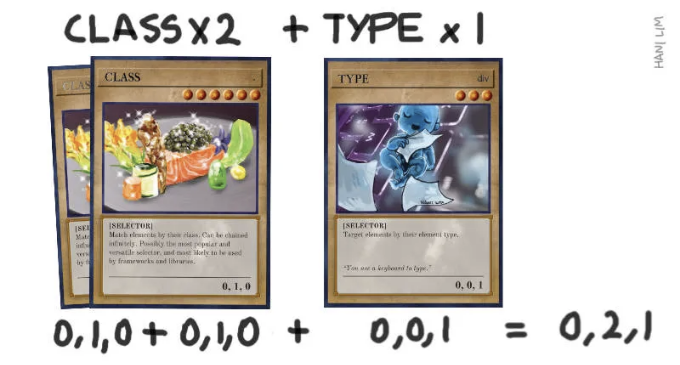 CLASS x 2 + TYPE x 1
HANI LIM
CLASS
[SELECTOR]
Match elements by their class. Can be chained
infinitely. Possibly the most popular and
versatile selector, and most likely to be used
by frameworks and libraries.
0, 1, 0
TYPE div
[SELECTOR]
Target elements by their element type.
"You use a keyboard to type."
0, 0, 1
0,1,0 + 0,1,0 + 0,0,1 = 0,2,1